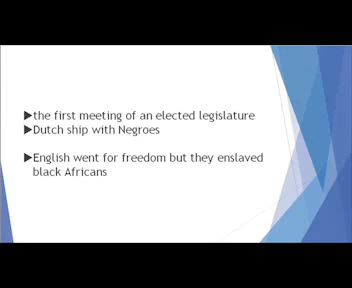 ▶the first meeting of an elected legislature
▶Dutch ship with Negroes
▶English went for freedom but they enslaved
black Africans